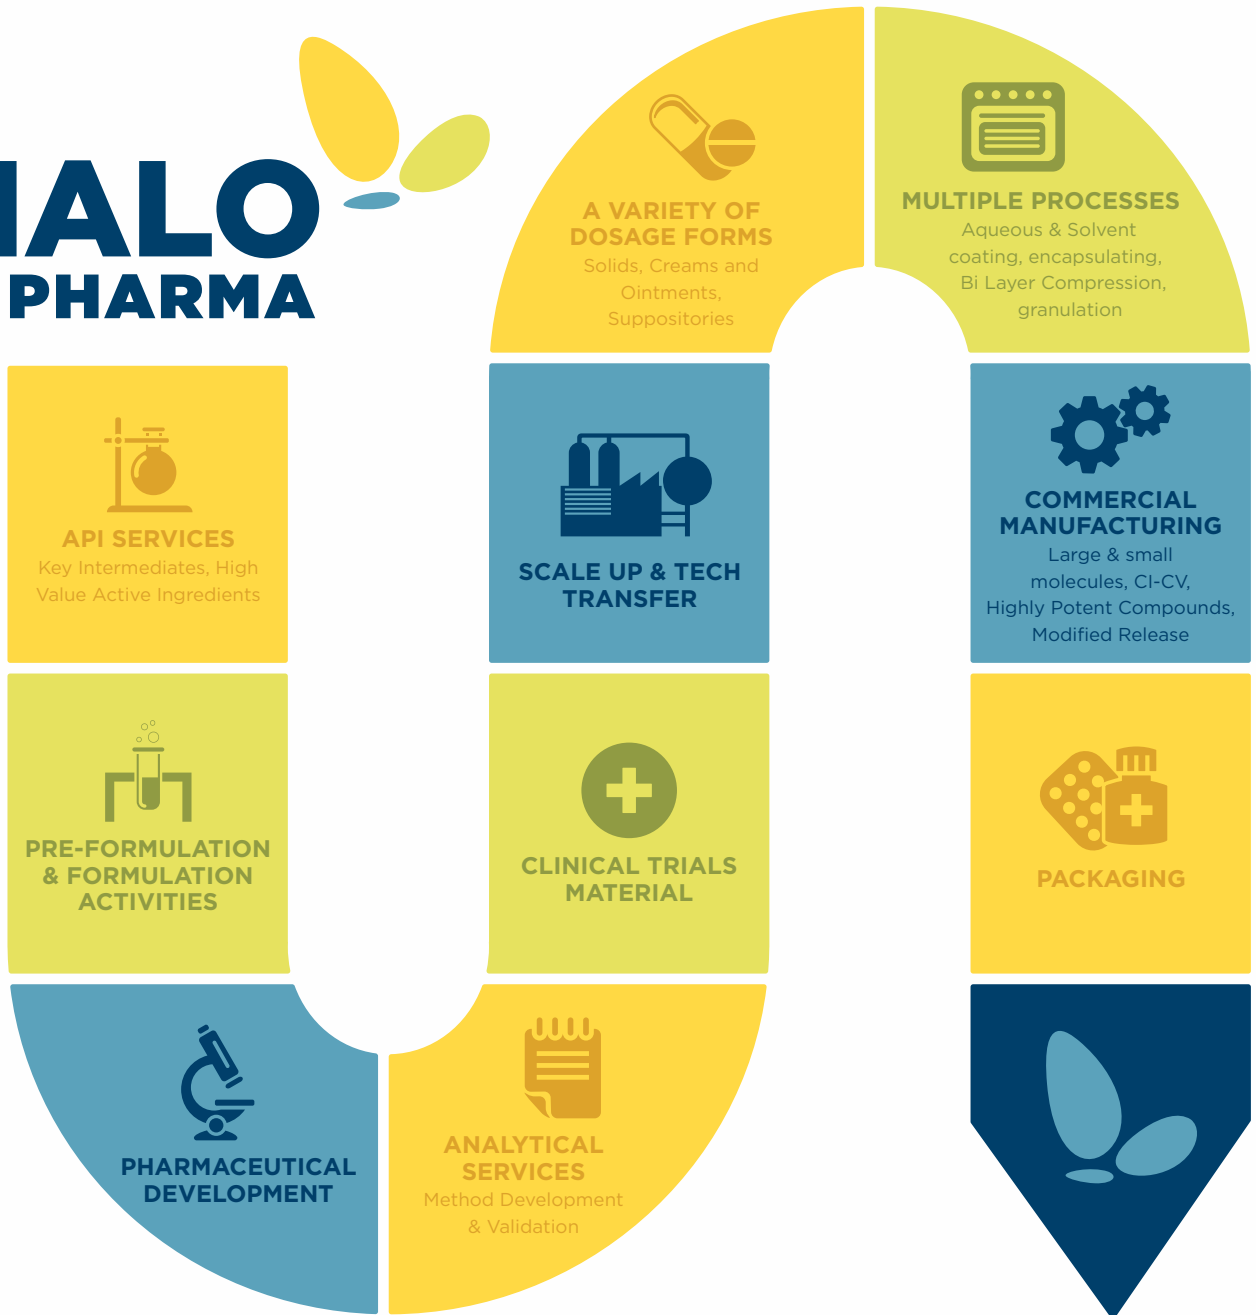 HALO
PHARMA
API SERVICES
Key Intermediates, High
Value Active Ingredients
PRE-FORMULATION
& FORMULATION
ACTIVITIES
PHARMACEUTICAL
DEVELOPMENT
ANALYTICAL
SERVICES
Method Development
& Validation
CLINICAL TRIALS
MATERIAL
SCALE UP & TECH
TRANSFER
A VARIETY OF
DOSAGE FORMS
Solids, Creams and
Ointments,
Suppositories
MULTIPLE PROCESSES
Aqueous & Solvent
coating, encapsulating,
Bi Layer Compression,
granulation
COMMERCIAL
MANUFACTURING
Large & small
molecules, CI-CV,
Highly Potent Compounds,
Modified Release
PACKAGING